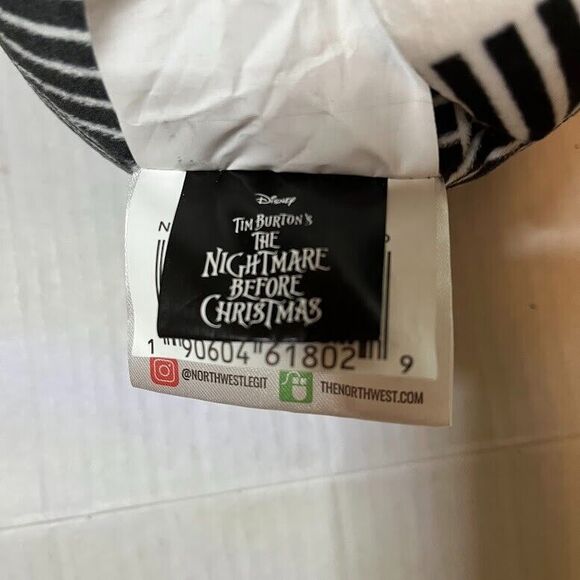 Disney
TIM BURTON'S
THE
NIGHTMARE
BEFORE
CHRISTMAS
1 90604 61802 9
@NORTHWESTLEGIT THENORTHWEST.COM